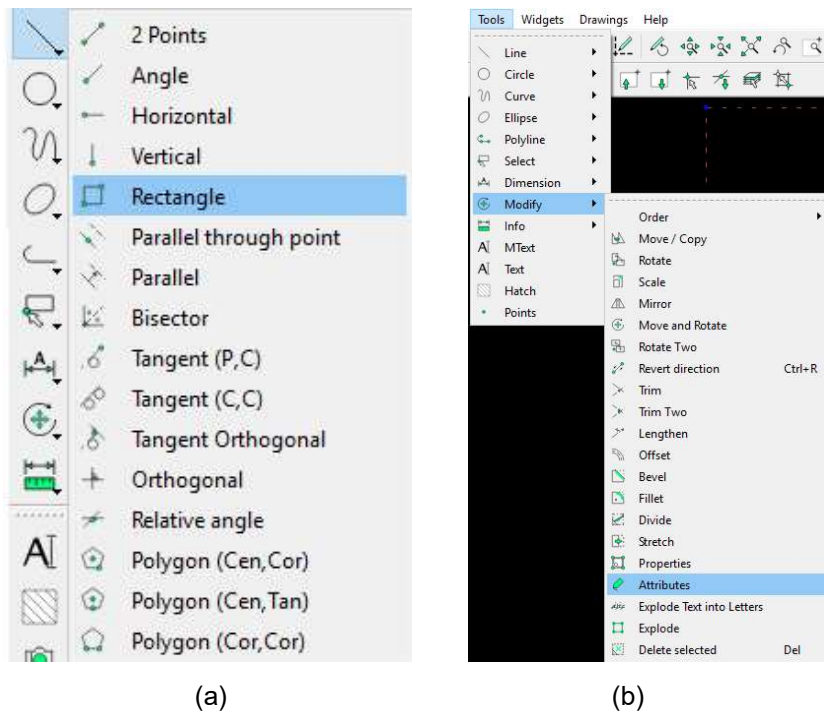 2 Points
Angle
Horizontal
Vertical
Rectangle
Parallel through point
Parallel
Bisector
Tangent (P,C)
Tangent (C,C)
Tangent Orthogonal
Orthogonal
Relative angle
Polygon (Cen,Cor)
Polygon (Cen,Tan)
Polygon (Cor,Cor)
(a)
Tools Widgets Drawings Help
Line
Circle
Curve
Ellipse
Polyline
Select
Dimension
Modify
Info
MText
Text
Hatch
Points
Order
Move / Copy
Rotate
Scale
Mirror
Move and Rotate
Rotate Two
Revert direction Ctrl+R
Trim
Trim Two
Lengthen
Offset
Bevel
Fillet
Divide
Stretch
Properties
Attributes
Explode Text into Letters
Explode
Delete selected Del
(b)